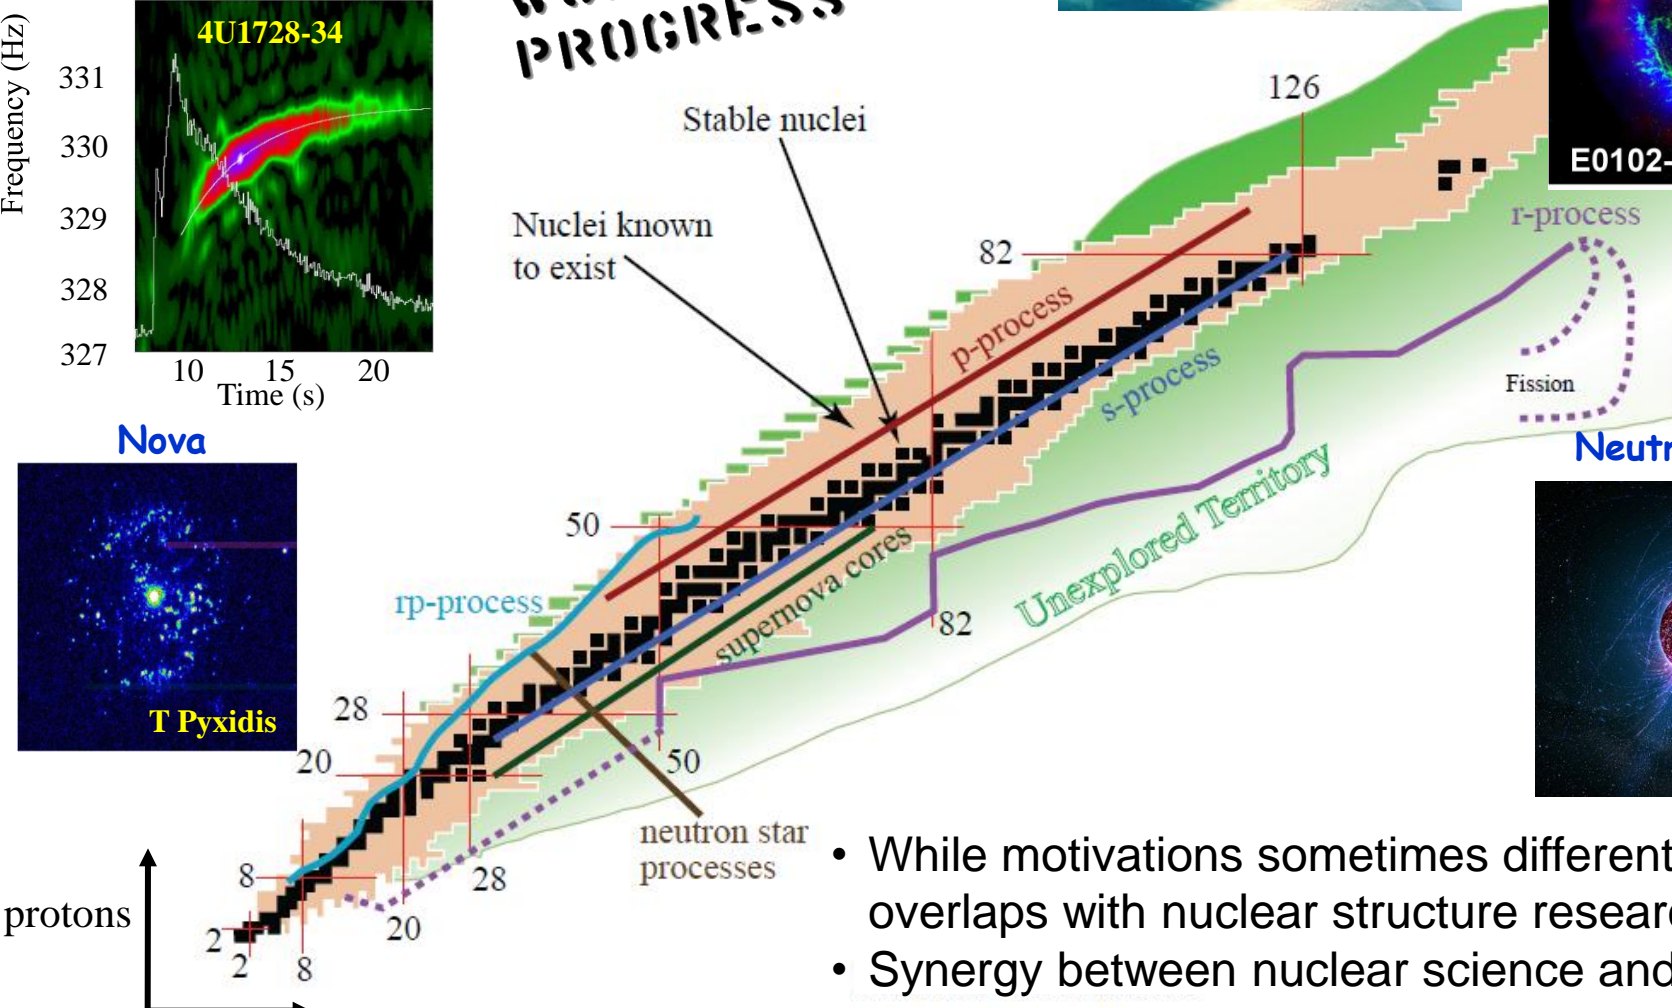 PROGRESS
4U1728-34
Frequency (Hz)
331
330
329
328
327
10 15 20
Time (s)
Nova
T Pyxidis
Stable nuclei
Nuclei known
to exist
126
82
E0102-
r-process
p-process
s-process
Fission
Unexplored Territory
50
supernova cores
rp-process
82
28
20
50
neutron star
processes
28
8
20
2
2
8
protons
Neutr
• While motivations sometimes different
overlaps with nuclear structure resear
• Synergy between nuclear science and